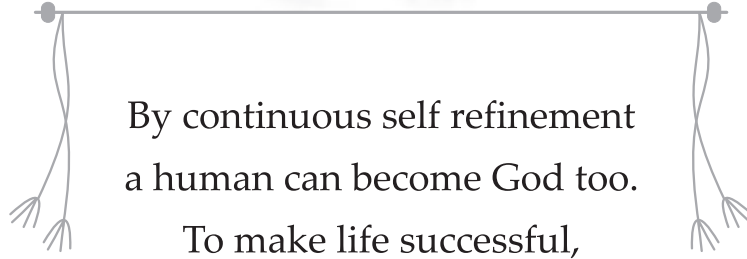 By continuous self refinement
a human can become God too.
To make life successful,